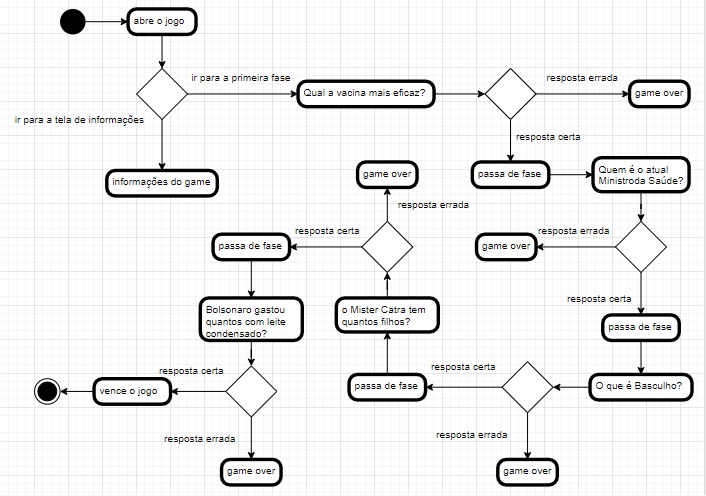 abre o jogo
ir para a primeira fase
Qual a vacina mais eficaz?
resposta errada
game over
ir para a tela de informações
informações do game
resposta certa
passa de fase
Quem é o atual
Ministroda Saúde?
resposta errada
game over
resposta certa
passa de fase
O que é Basculho?
resposta errada
game over
resposta certa
passa de fase
o Mister Catra tem
quantos filhos?
resposta errada
game over
resposta certa
passa de fase
Bolsonaro gastou
quantos com leite
condensado?
resposta errada
game over
resposta certa
vence o jogo